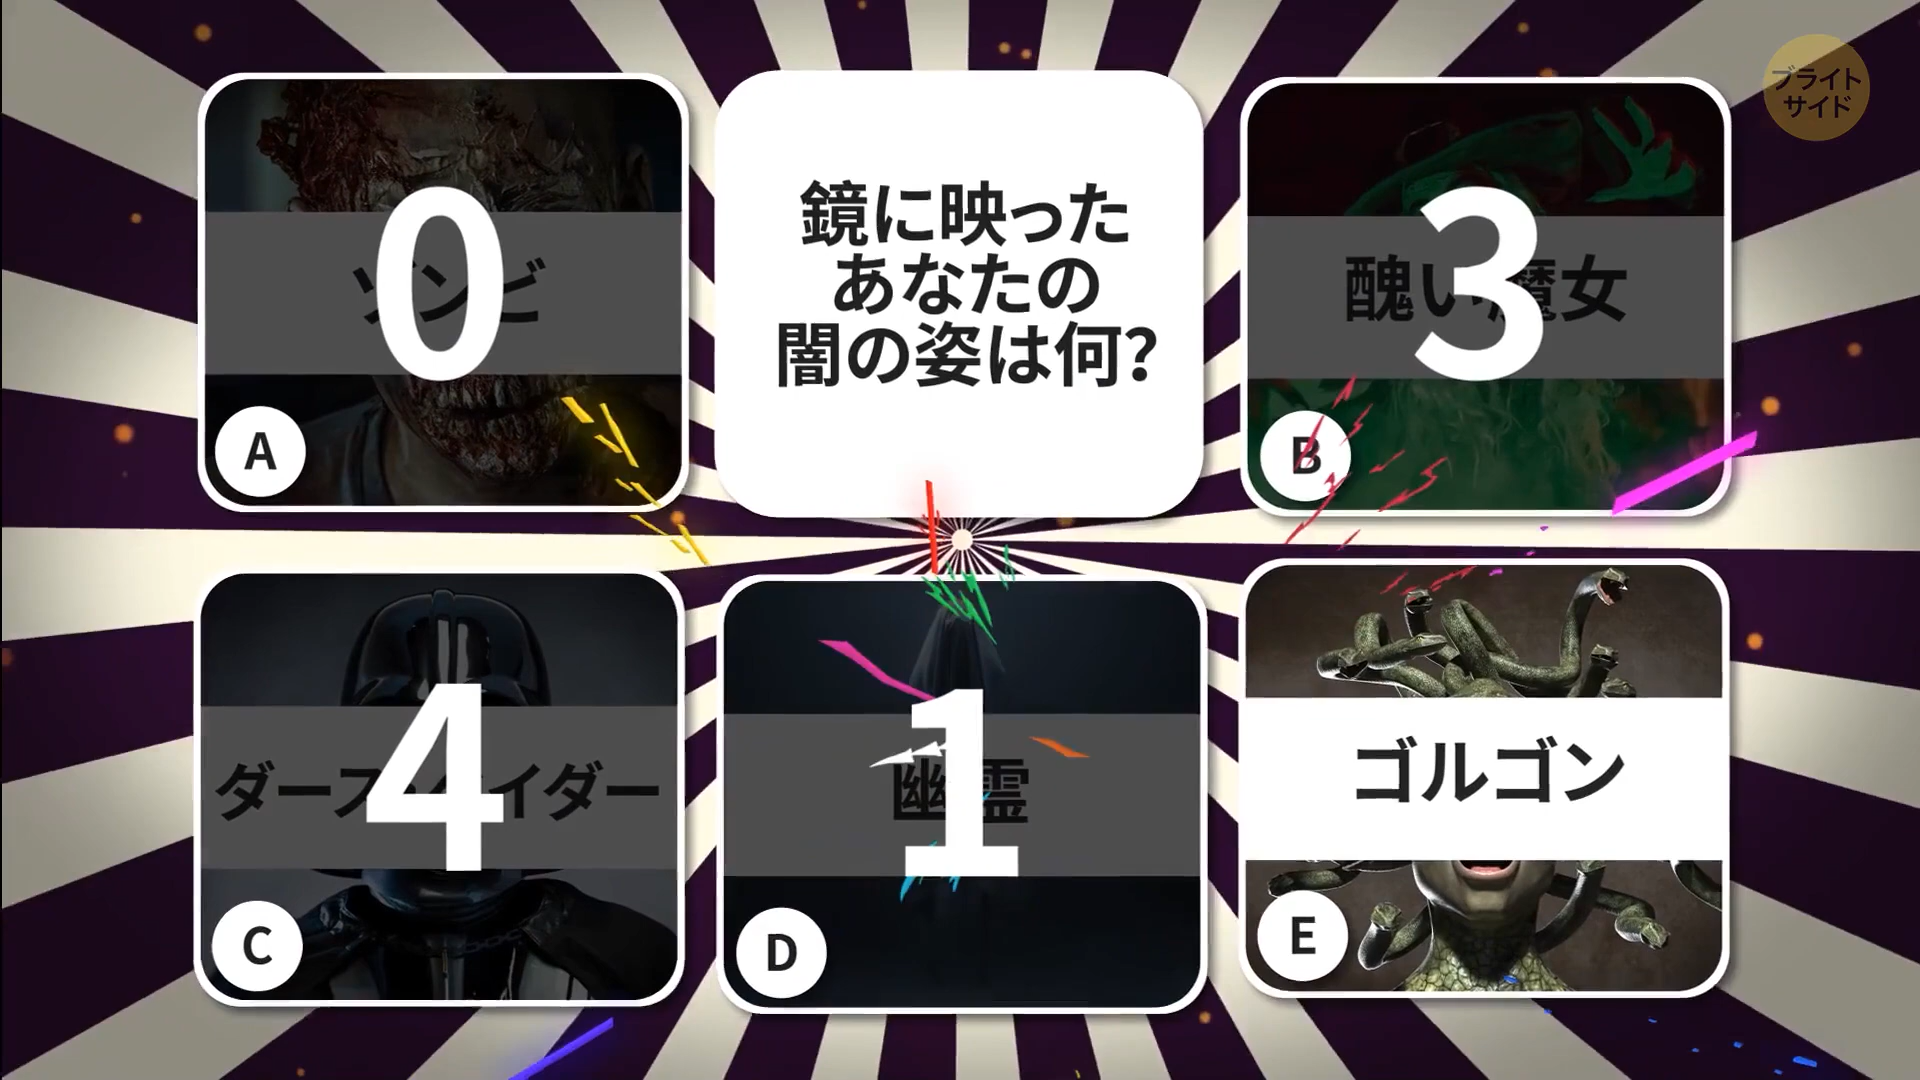 ブライト
サイド
0
ゾンビ
A
鏡に映った
あなたの
闇の姿は何?
3
醜い魔女
B
4
ダース・ベイダー
C
1
幽霊
D
ゴルゴン
E